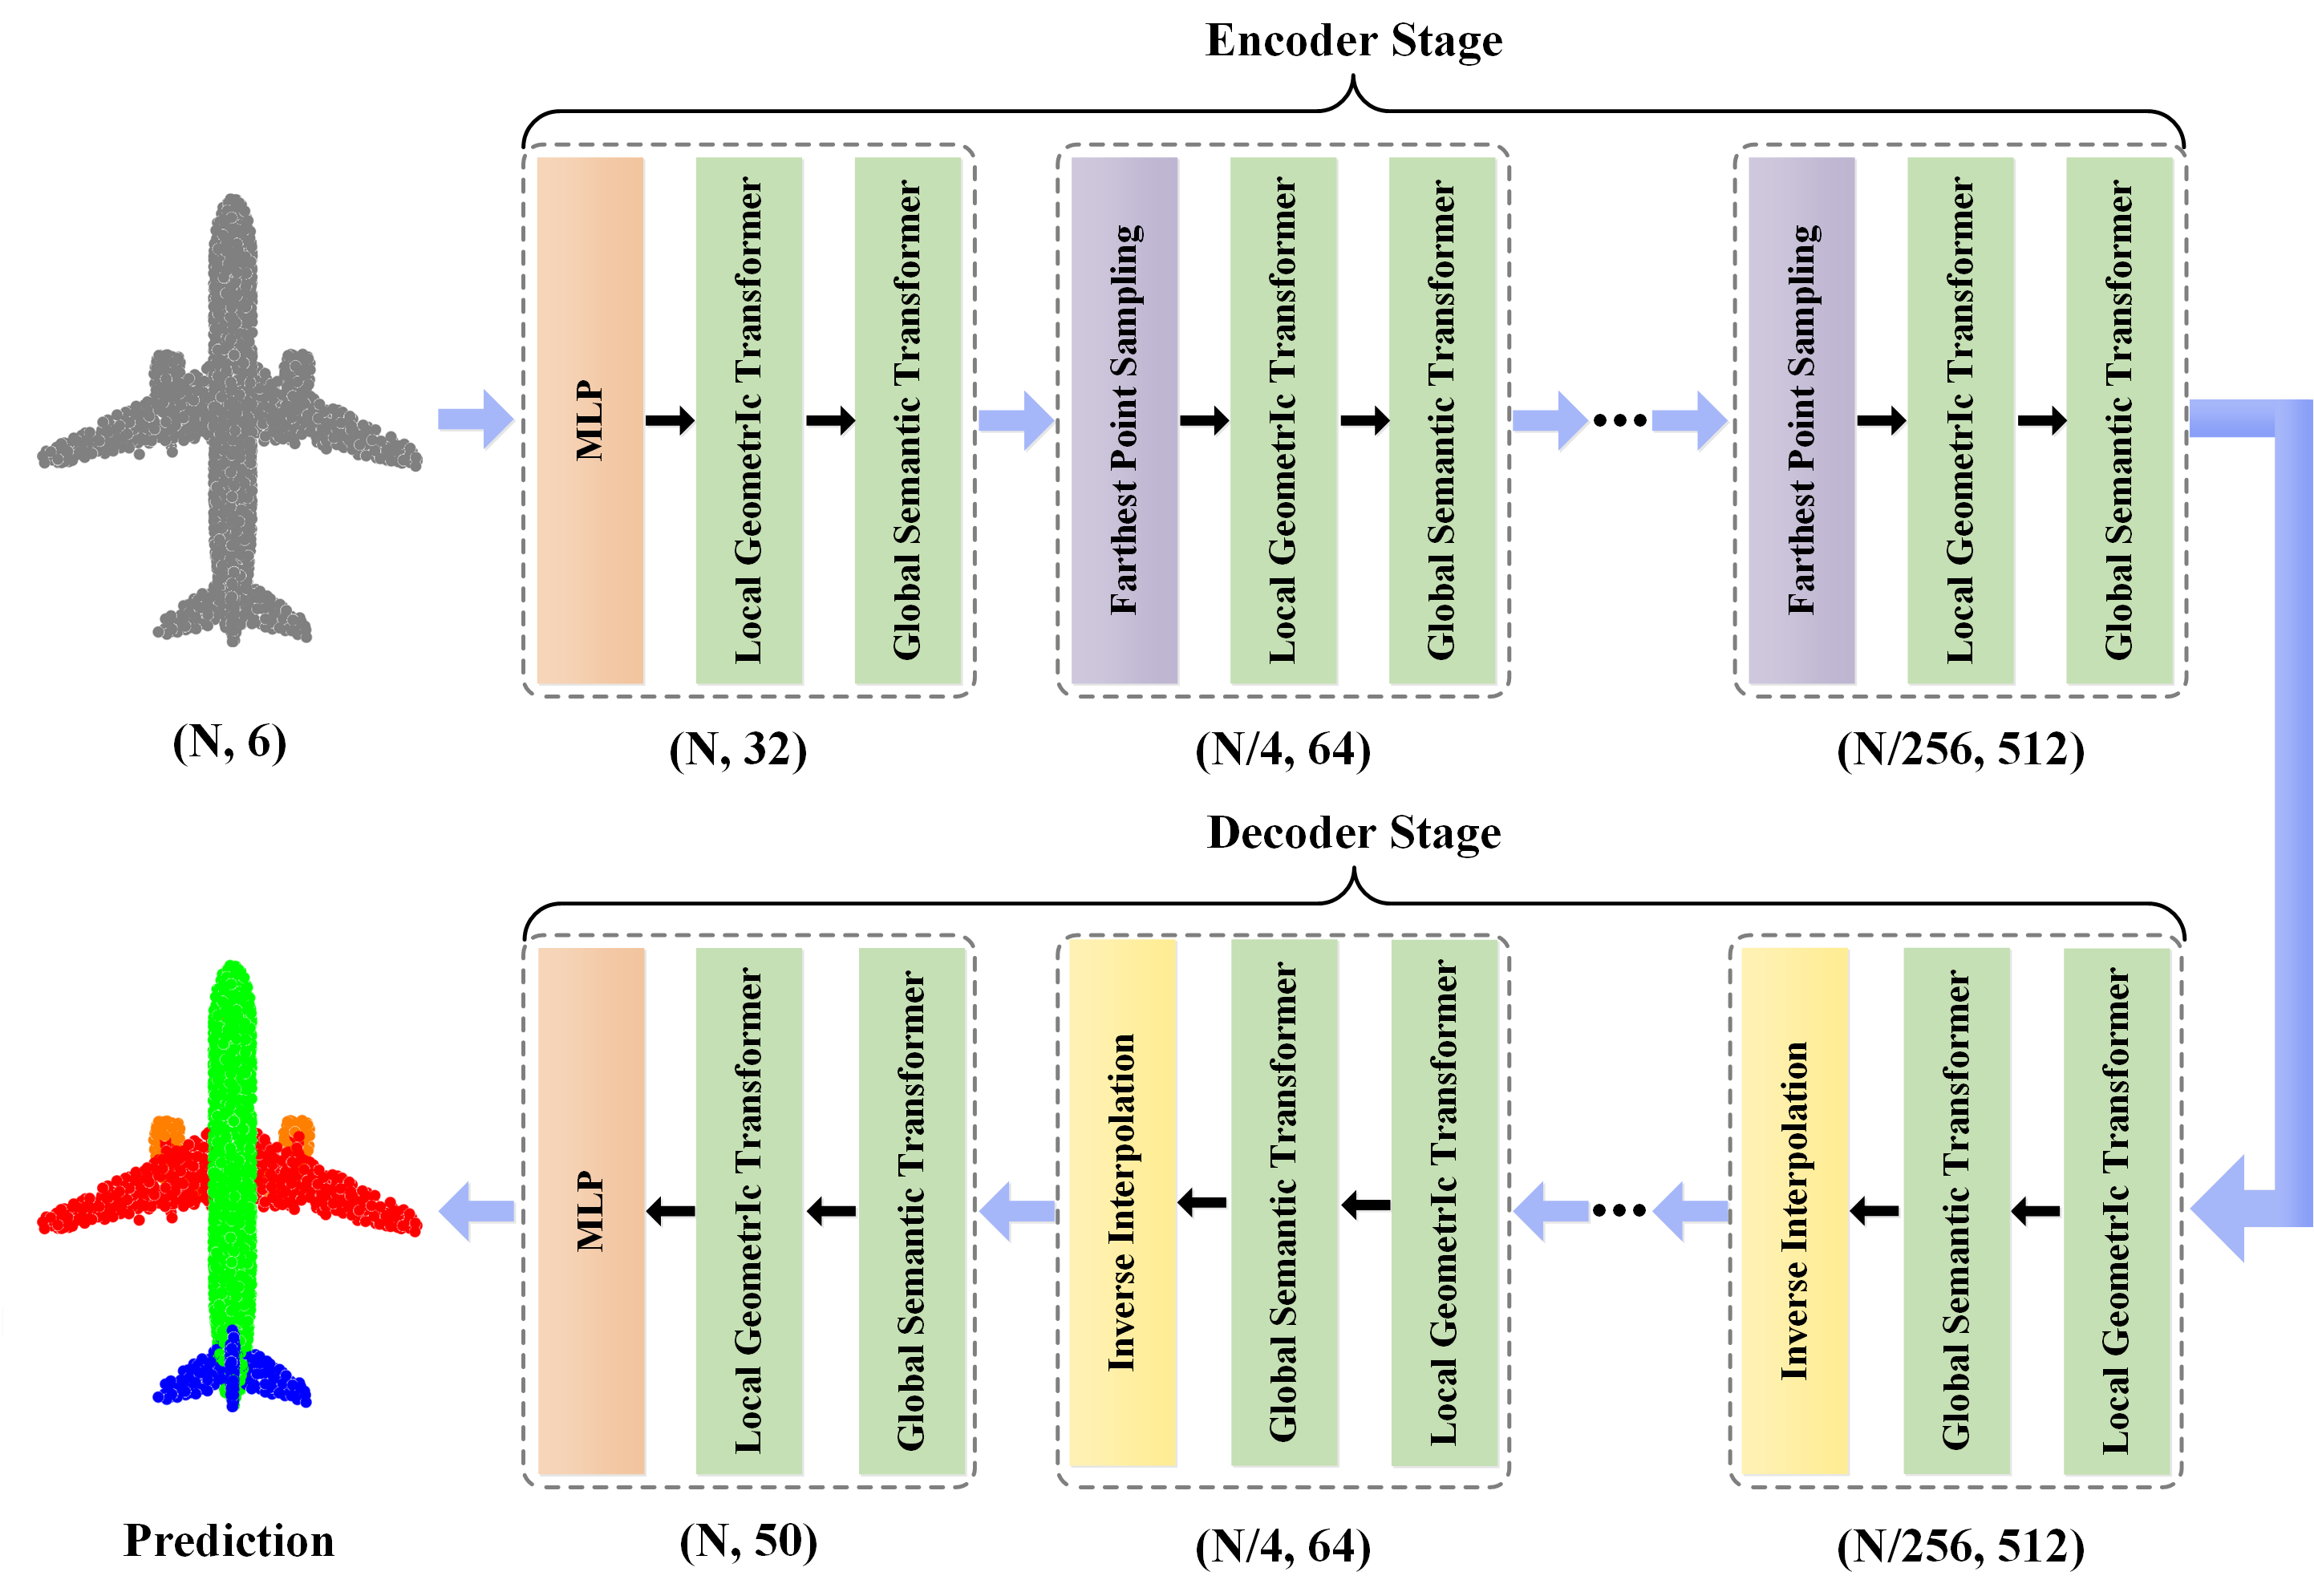 Encoder Stage
MLP
Local GeometrIc Transformer
Global Semantic Transformer
Farthest Point Sampling
Local GeometrIc Transformer
Global Semantic Transformer
•••
Farthest Point Sampling
Local GeometrIc Transformer
Global Semantic Transformer
(N, 6)
(N, 32)
(N/4, 64)
(N/256, 512)
Decoder Stage
MLP
Local GeometrIc Transformer
Global Semantic Transformer
Inverse Interpolation
Global Semantic Transformer
Local GeometrIc Transformer
•••
Inverse Interpolation
Global Semantic Transformer
Local GeometrIc Transformer
Prediction
(N, 50)
(N/4, 64)
(N/256, 512)